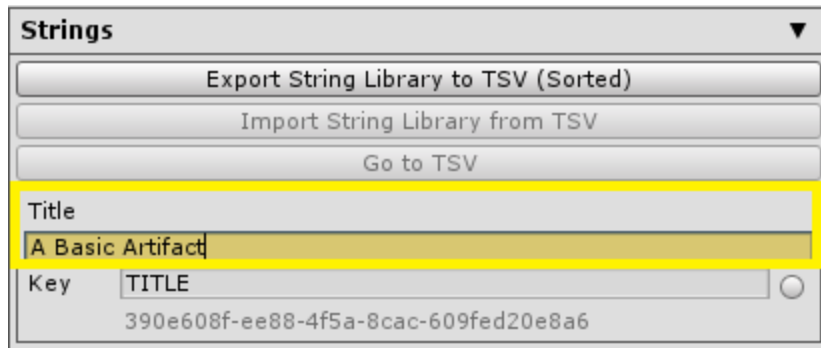 Strings
Export String Library to TSV (Sorted)
Import String Library from TSV
Go to TSV
Title
A Basic Artifact
Key TITLE
390e608f-ee88-4f5a-8cac-609fed20e8a6